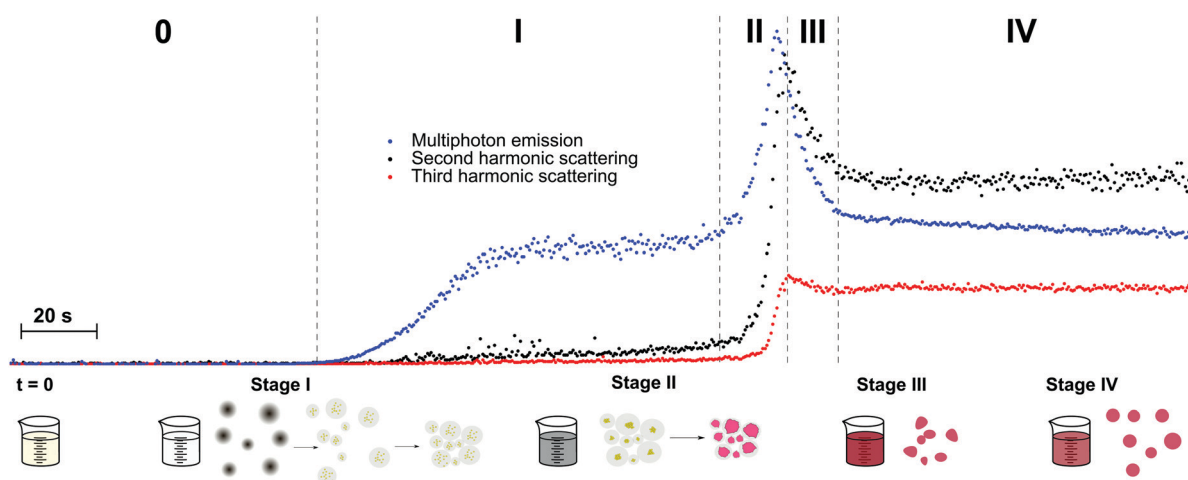 0 I II III IV
Multiphoton emission
Second harmonic scattering
Third harmonic scattering
20 s
t = 0 Stage I Stage II Stage III Stage IV